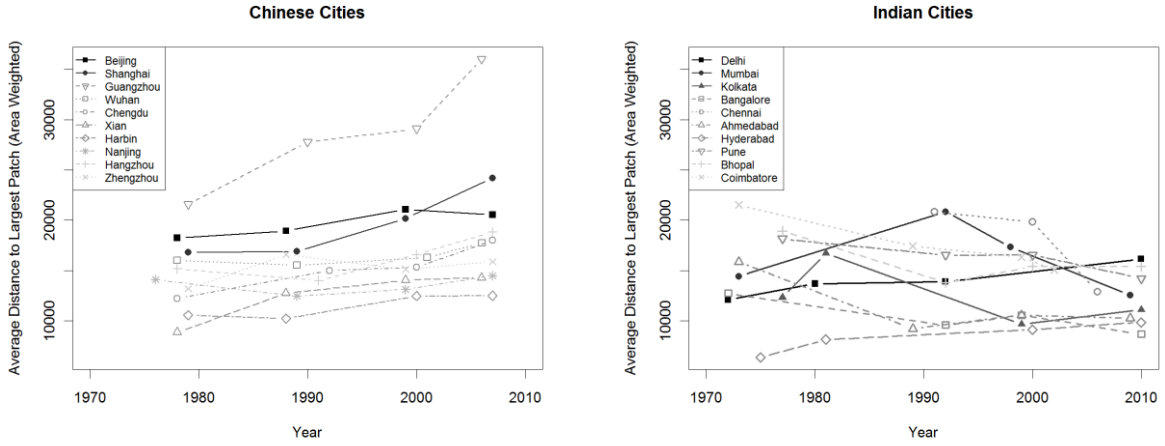 Chinese Cities
Average Distance to Largest Patch (Area Weighted)
30000
20000
10000
Beijing
Shanghai
Guangzhou
Wuhan
Chengdu
Xian
Harbin
Nanjing
Hangzhou
Zhengzhou
1970 1980 1990 2000 2010
Year
Indian Cities
Average Distance to Largest Patch (Area Weighted)
30000
20000
10000
Delhi
Mumbai
Kolkata
Bangalore
Chennai
Ahmedabad
Hyderabad
Pune
Bhopal
Coimbatore
1970 1980 1990 2000 2010
Year